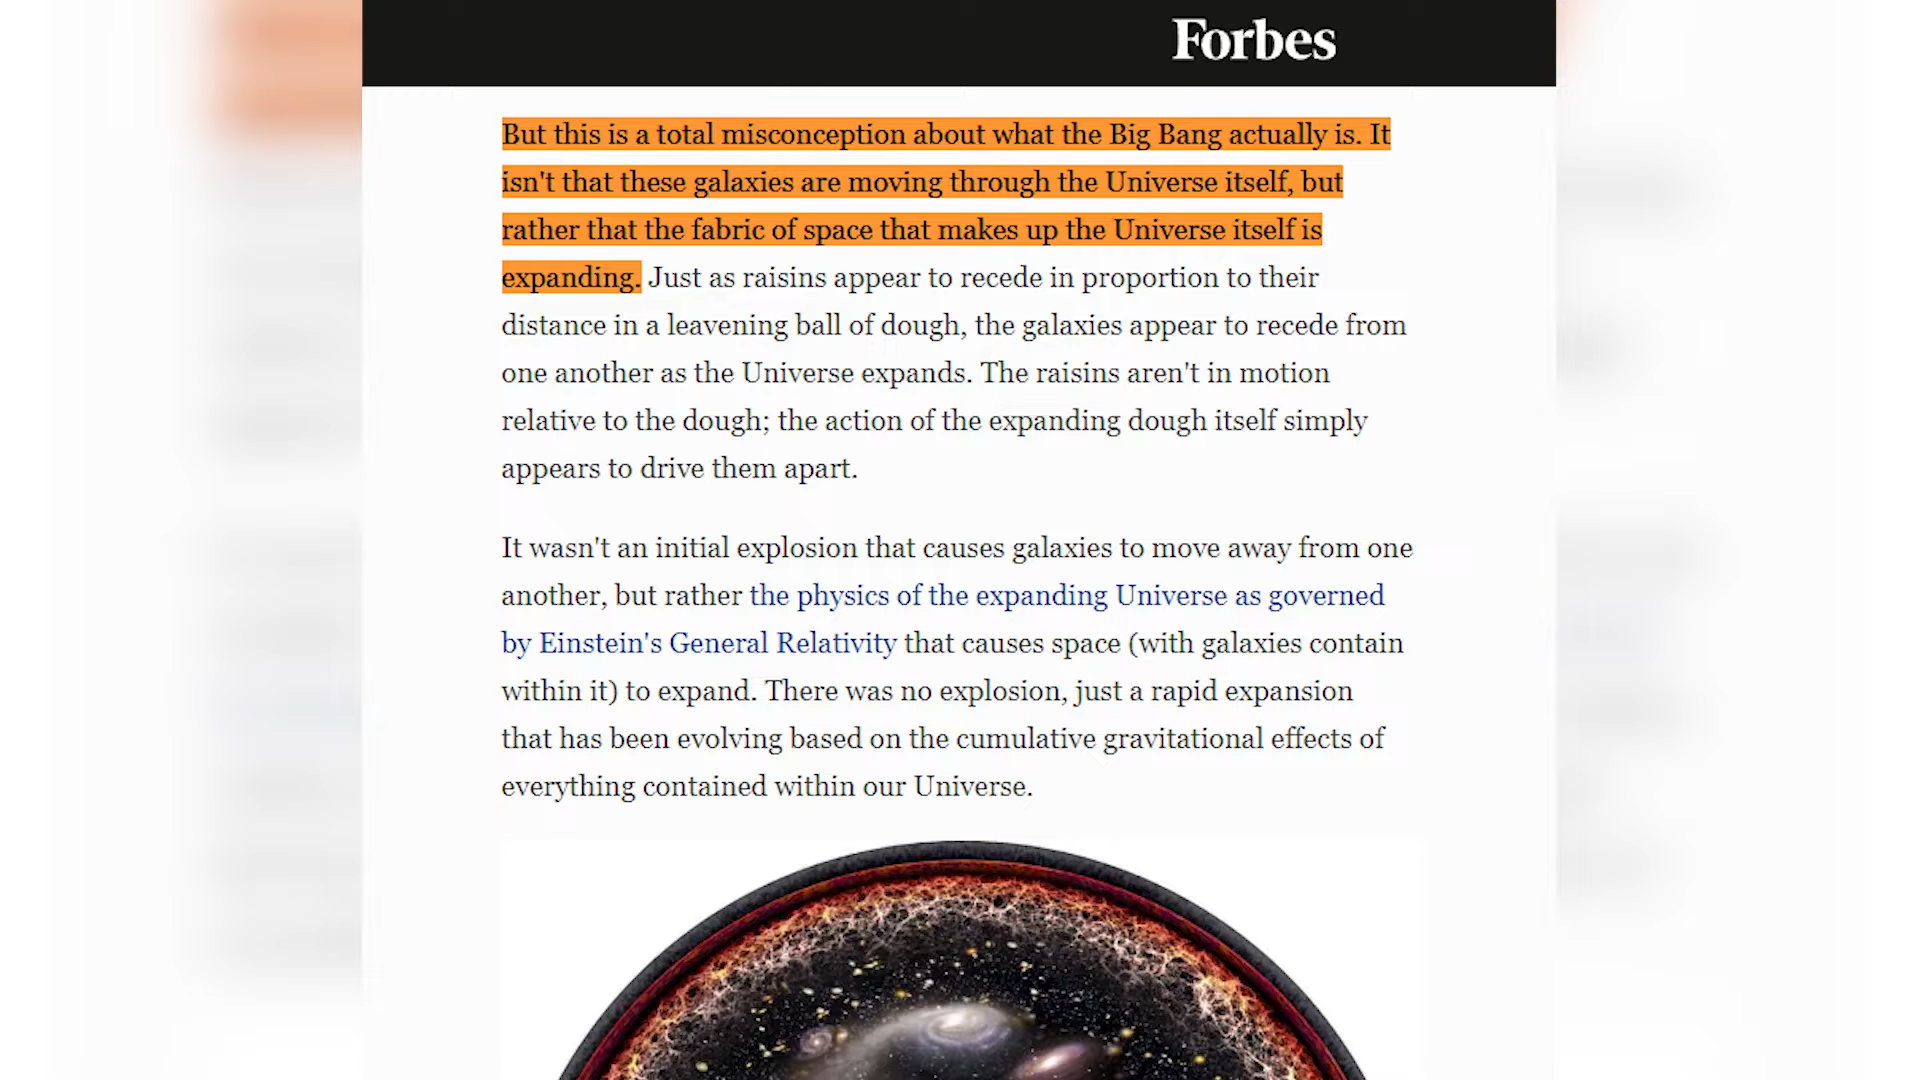 Forbes
But this is a total misconception about what the Big Bang actually is. It
isn't that these galaxies are moving through the Universe itself, but
rather that the fabric of space that makes up the Universe itself is
expanding. Just as raisins appear to recede in proportion to their
distance in a leavening ball of dough, the galaxies appear to recede from
one another as the Universe expands. The raisins aren't in motion
relative to the dough; the action of the expanding dough itself simply
appears to drive them apart.
It wasn't an initial explosion that causes galaxies to move away from one
another, but rather the physics of the expanding Universe as governed
by Einstein's General Relativity that causes space (with galaxies contain
within it) to expand. There was no explosion, just a rapid expansion
that has been evolving based on the cumulative gravitational effects of
everything contained within our Universe.